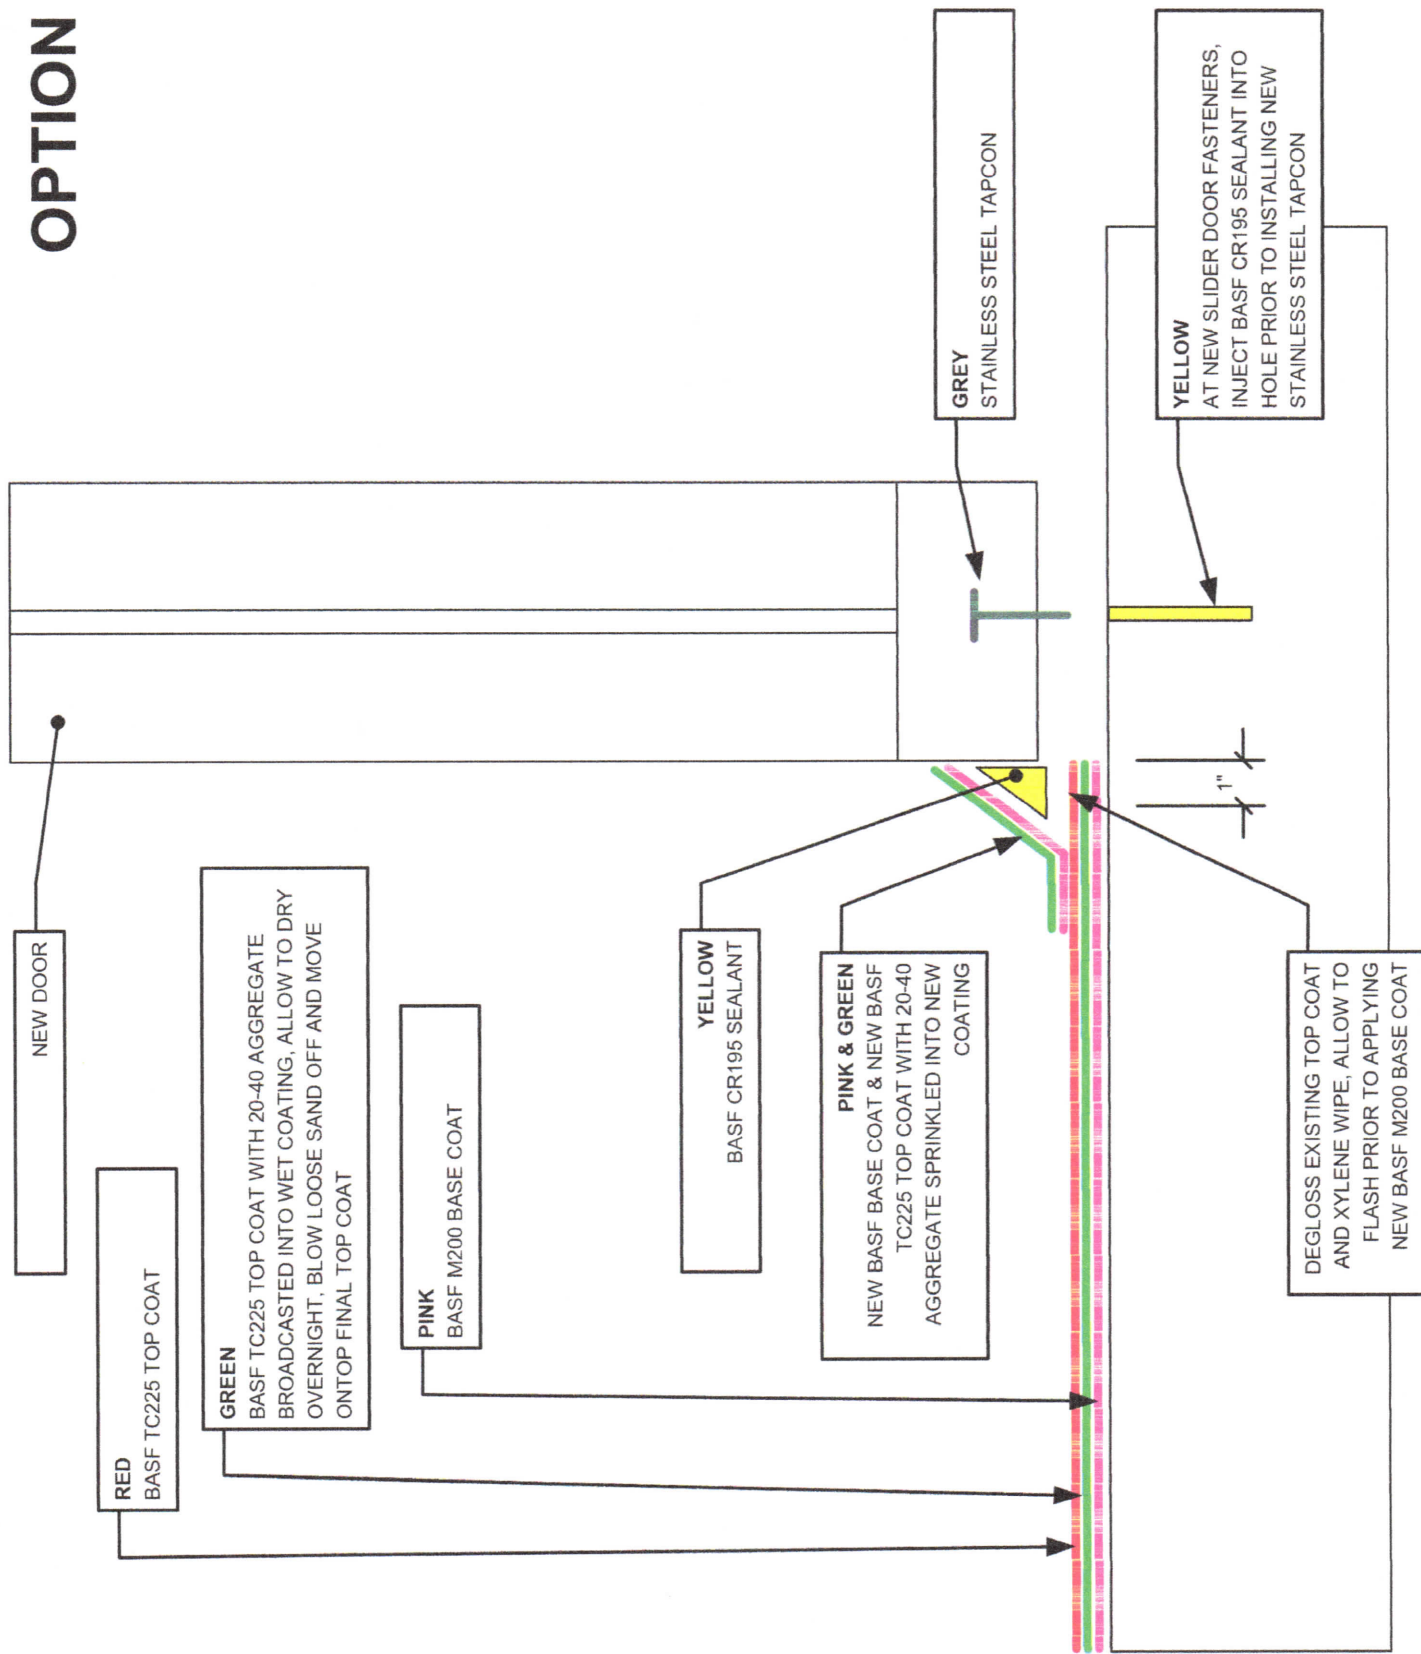 OPTION
NEW DOOR
RED
BASF TC225 TOP COAT
GREEN
BASF TC225 TOP COAT WITH 20-40 AGGREGATE
BROADCASTED INTO WET COATING, ALLOW TO DRY
OVERNIGHT, BLOW LOOSE SAND OFF AND MOVE
ONTOP FINAL TOP COAT
PINK
BASF M200 BASE COAT
YELLOW
BASF CR195 SEALANT
PINK & GREEN
NEW BASF BASE COAT & NEW BASF
TC225 TOP COAT WITH 20-40
AGGREGATE SPRINKLED INTO NEW
COATING
DEGLOSS EXISTING TOP COAT
AND XYLENE WIPE, ALLOW TO
FLASH PRIOR TO APPLYING
NEW BASF M200 BASE COAT
1"
GREY
STAINLESS STEEL TAPCON
YELLOW
AT NEW SLIDER DOOR FASTENERS,
INJECT BASF CR195 SEALANT INTO
HOLE PRIOR TO INSTALLING NEW
STAINLESS STEEL TAPCON